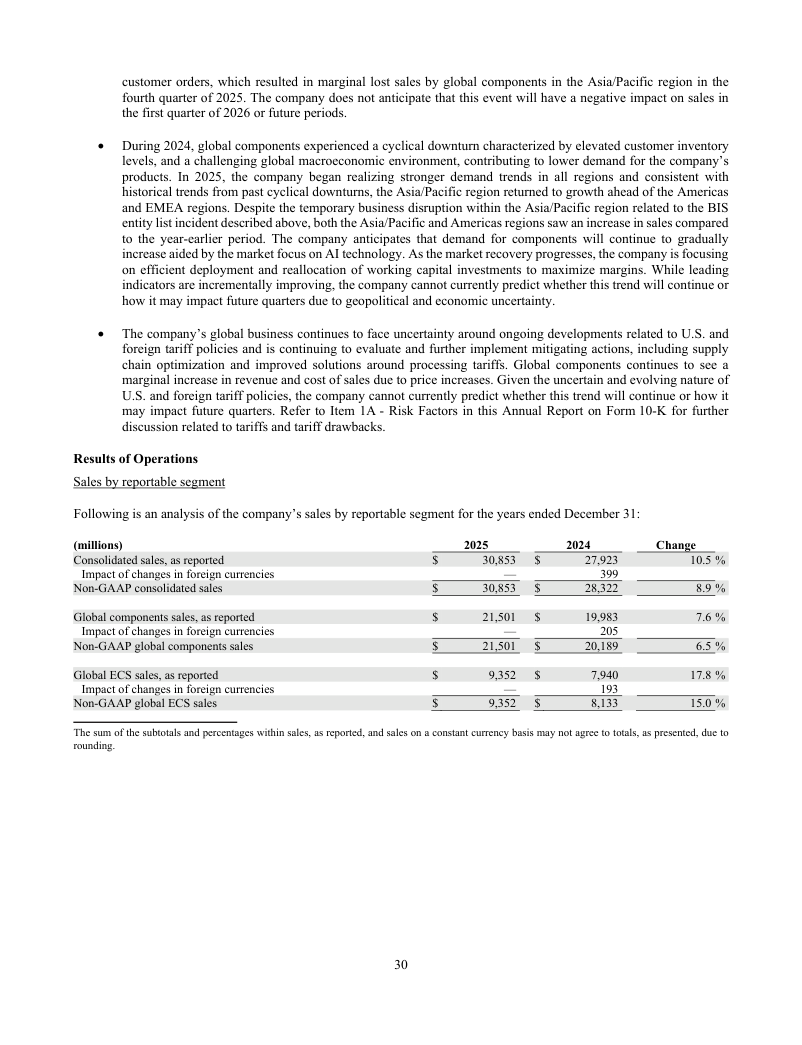 customer orders, which resulted in marginal lost sales by global components in the Asia/Pacific region in the
fourth quarter of 2025. The company does not anticipate that this event will have a negative impact on sales in
the first quarter of 2026 or future periods.
• During 2024, global components experienced a cyclical downturn characterized by elevated customer inventory
levels, and a challenging global macroeconomic environment, contributing to lower demand for the company’s
products. In 2025, the company began realizing stronger demand trends in all regions and consistent with
historical trends from past cyclical downturns, the Asia/Pacific region returned to growth ahead of the Americas
and EMEA regions. Despite the temporary business disruption within the Asia/Pacific region related to the BIS
entity list incident described above, both the Asia/Pacific and Americas regions saw an increase in sales compared
to the year-earlier period. The company anticipates that demand for components will continue to gradually
increase aided by the market focus on AI technology. As the market recovery progresses, the company is focusing
on efficient deployment and reallocation of working capital investments to maximize margins. While leading
indicators are incrementally improving, the company cannot currently predict whether this trend will continue or
how it may impact future quarters due to geopolitical and economic uncertainty.
• The company’s global business continues to face uncertainty around ongoing developments related to U.S. and
foreign tariff policies and is continuing to evaluate and further implement mitigating actions, including supply
chain optimization and improved solutions around processing tariffs. Global components continues to see a
marginal increase in revenue and cost of sales due to price increases. Given the uncertain and evolving nature of
U.S. and foreign tariff policies, the company cannot currently predict whether this trend will continue or how it
may impact future quarters. Refer to Item 1A - Risk Factors in this Annual Report on Form 10-K for further
discussion related to tariffs and tariff drawbacks.
Results of Operations
Sales by reportable segment
Following is an analysis of the company’s sales by reportable segment for the years ended December 31:
(millions) 2025 2024 Change
Consolidated sales, as reported $ 30,853 $ 27,923 10.5 %
Impact of changes in foreign currencies — 399
Non-GAAP consolidated sales $ 30,853 $ 28,322 8.9 %
Global components sales, as reported $ 21,501 $ 19,983 7.6 %
Impact of changes in foreign currencies — 205
Non-GAAP global components sales $ 21,501 $ 20,189 6.5 %
Global ECS sales, as reported $ 9,352 $ 7,940 17.8 %
Impact of changes in foreign currencies — 193
Non-GAAP global ECS sales $ 9,352 $ 8,133 15.0 %
The sum of the subtotals and percentages within sales, as reported, and sales on a constant currency basis may not agree to totals, as presented, due to
rounding.
30